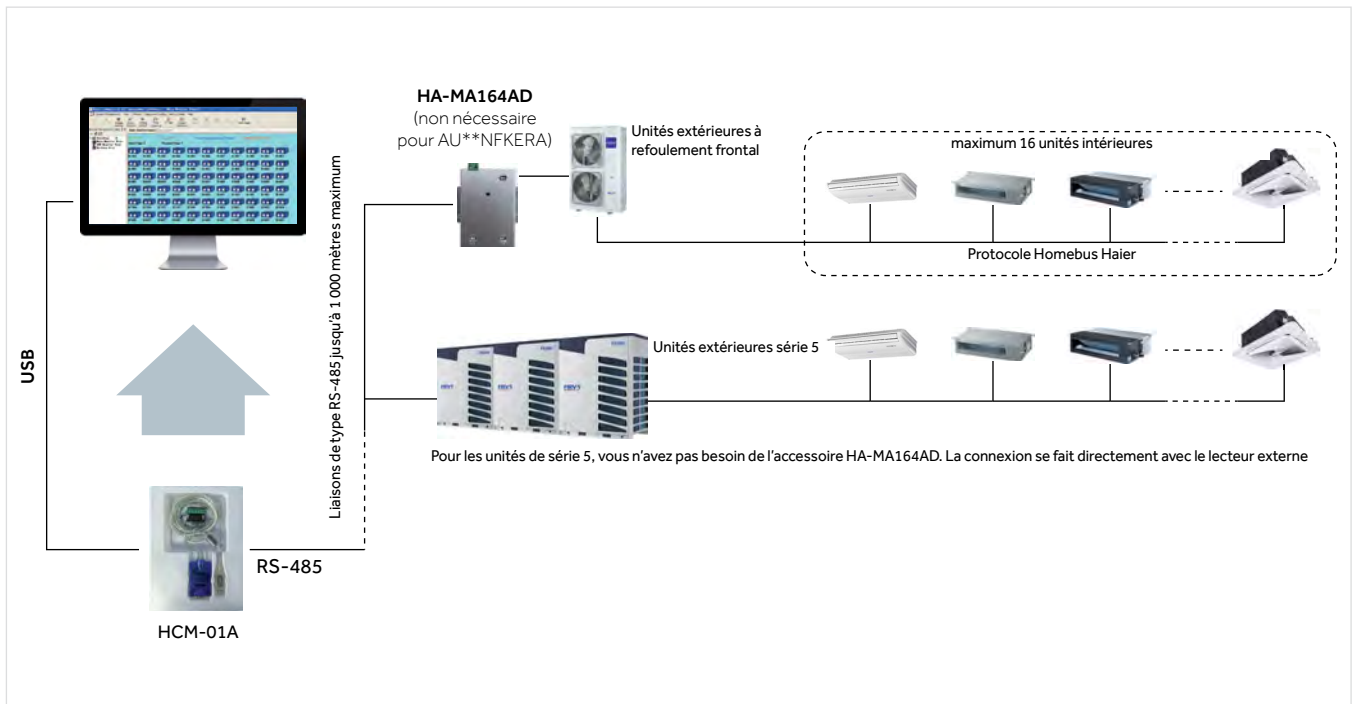 HA-MA164AD
(non nécessaire
pour AU**NFKERA)
Unités extérieures à
refoulement frontal
maximum 16 unités intérieures
Protocole Homebus Haier
Liaisons de type RS-485 jusqu'à 1 000 mètres maximum
USB
Unités extérieures série 5
Pour les unités de série 5, vous n'avez pas besoin de l'accessoire HA-MA164AD. La connexion se fait directement avec le lecteur externe
RS-485
HCM-01A